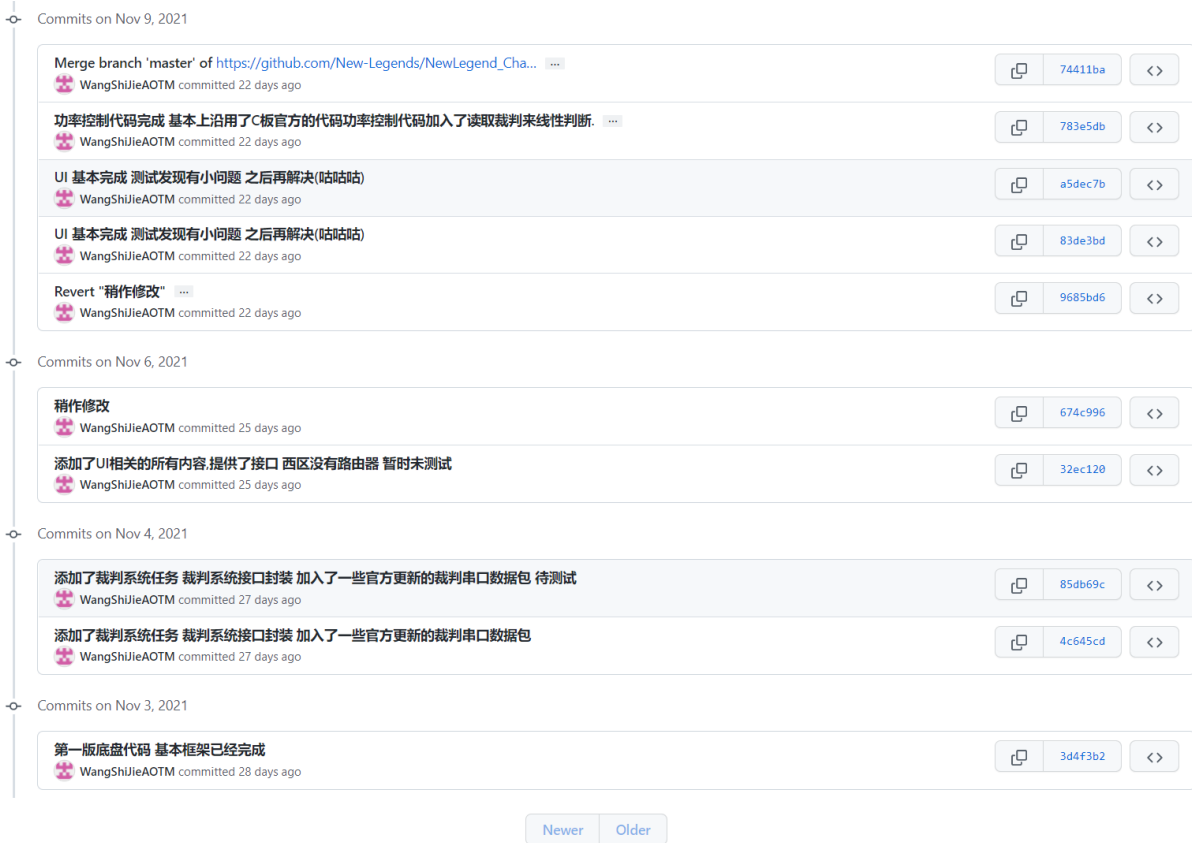 Commits on Nov 9, 2021
Merge branch 'master' of https://github.com/New-Legends/NewLegend_Cha... …
WangShiJieAOTM committed 22 days ago
74411ba
功率控制代码完成 基本上沿用了C板官方的代码功率控制代码加入了读取裁判来线性判断. …
WangShiJieAOTM committed 22 days ago
783e5db
UI 基本完成 测试发现有小问题 之后再解决(咕咕咕)
WangShiJieAOTM committed 22 days ago
a5dec7b
UI 基本完成 测试发现有小问题 之后再解决(咕咕咕)
WangShiJieAOTM committed 22 days ago
83de3bd
Revert "稍作修改" …
WangShiJieAOTM committed 22 days ago
9685bd6
Commits on Nov 6, 2021
稍作修改
WangShiJieAOTM committed 25 days ago
674c996
添加了UI相关的所有内容,提供了接口 西区没有路由器 暂时未测试
WangShiJieAOTM committed 25 days ago
32ec120
Commits on Nov 4, 2021
添加了裁判系统任务 裁判系统接口封装 加入了一些官方更新的裁判串口数据包 待测试
WangShiJieAOTM committed 27 days ago
85db69c
添加了裁判系统任务 裁判系统接口封装 加入了一些官方更新的裁判串口数据包
WangShiJieAOTM committed 27 days ago
4c645cd
Commits on Nov 3, 2021
第一版底盘代码 基本框架已经完成
WangShiJieAOTM committed 28 days ago
3d4f3b2
Newer Older